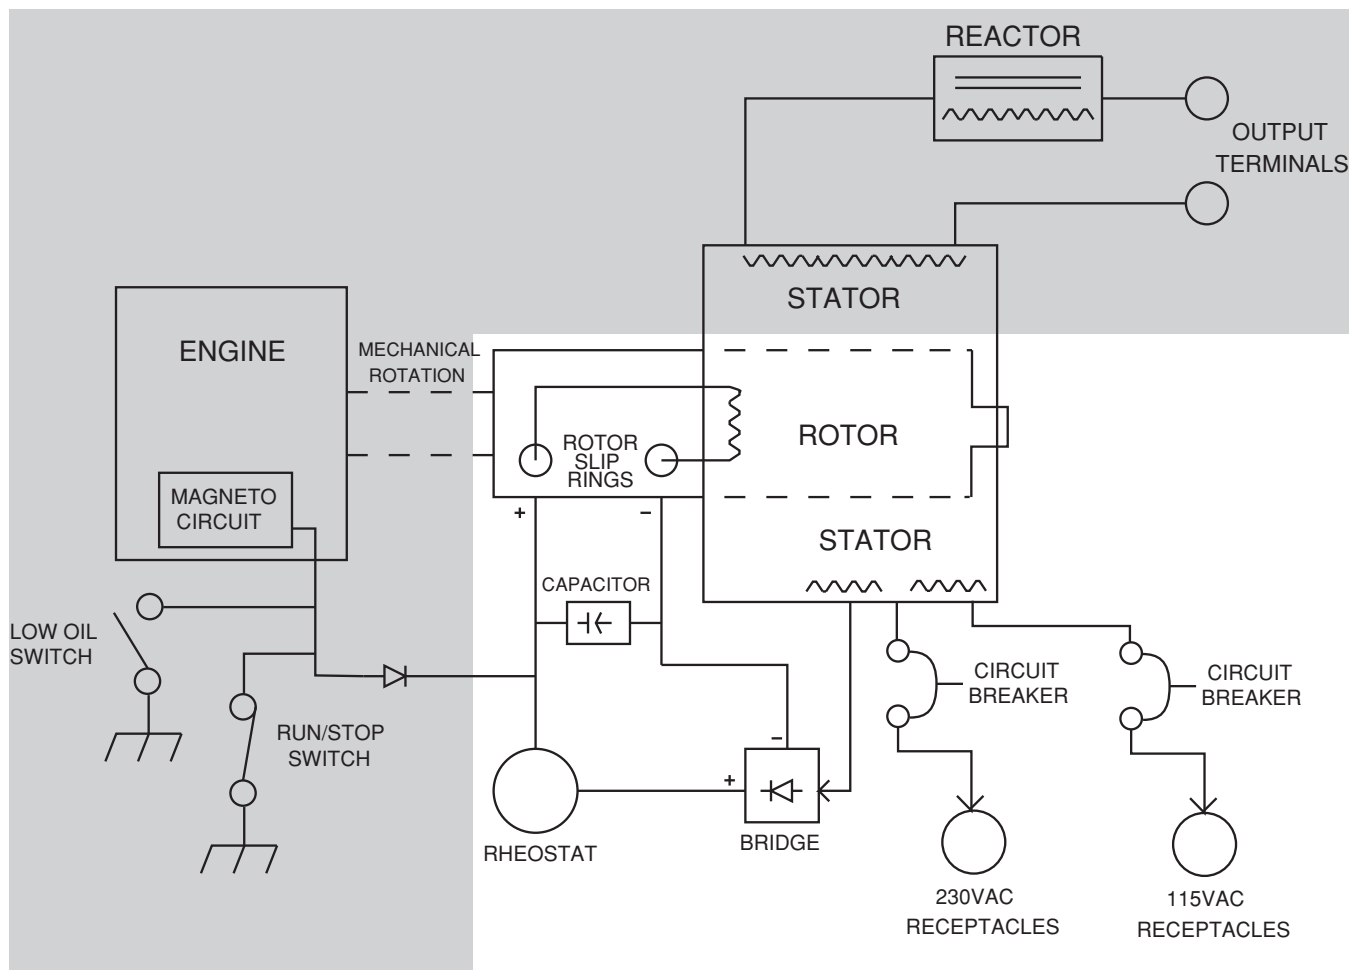 REACTOR
OUTPUT
TERMINALS
STATOR
ENGINE
MECHANICAL
ROTATION
ROTOR
SLIP
RINGS
ROTOR
MAGNETO
CIRCUIT
+
−
STATOR
CAPACITOR
LOW OIL
SWITCH
RUN/STOP
SWITCH
CIRCUIT
BREAKER
CIRCUIT
BREAKER
−
+
RHEOSTAT
BRIDGE
230VAC
RECEPTACLES
115VAC
RECEPTACLES